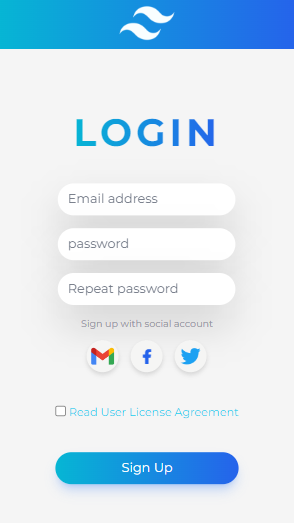 LOGIN
Email address
password
Repeat password
Sign up with social account
Read User License Agreement
Sign Up